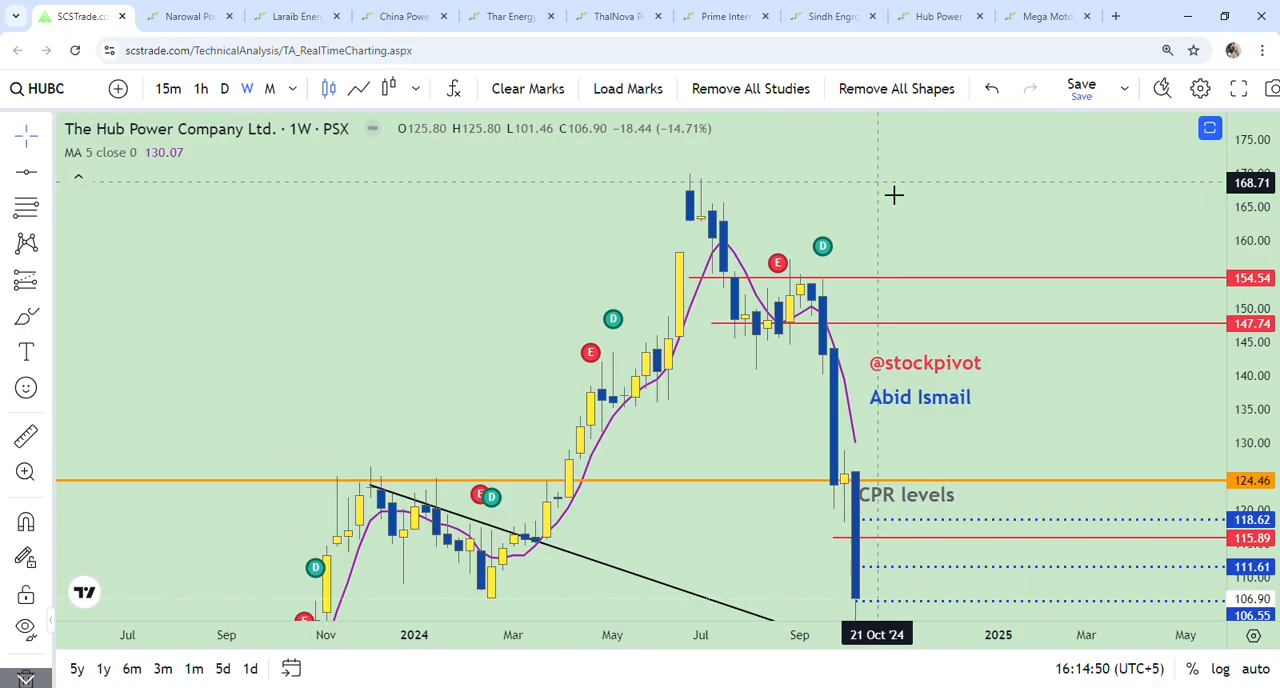 SCSTrade.co
Narowal Po
Laraib Ener
China Powe
Thar Energy
ThalNova P
Prime Inter
Sindh Engro
Hub Power
Mega Moto
scstrade.com/TechnicalAnalysis/TA_RealTimeCharting.aspx
HUBC
15m 1h D W M
Clear Marks
Load Marks
Remove All Studies
Remove All Shapes
Save
Save
The Hub Power Company Ltd. · 1W · PSX
O125.80 H125.80 L101.46 C106.90 −18.44 (−14.71%)
MA 5 close 0 130.07
175.00
168.71
165.00
160.00
154.54
150.00
147.74
145.00
140.00
135.00
130.00
124.46
118.62
115.89
111.61
110.00
106.90
106.55
E
D
D
E
E D
D
E
@stockpivot
Abid Ismail
CPR levels
Jul Sep Nov 2024 Mar May Jul Sep 21 Oct '24 2025 Mar May
5y 1y 6m 3m 1m 5d 1d
16:14:50 (UTC+5) % log auto